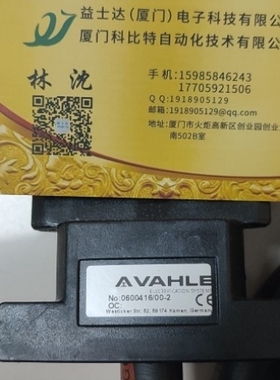 益士达(厦门)电子科技有限公
厦门科比特自动化技术有限
林 沈
手机:15985846243
17705921506
QQ:1918905129
邮箱:1918905129@qq.com
地址:厦门市火炬高新区创业园创业
南502B室
VAHLE
ELECTRIFICATION SYSTEMS
No.:0600416/00-2
OC:
Westicker Str. 52, 59174 Kamen, Germany
CE